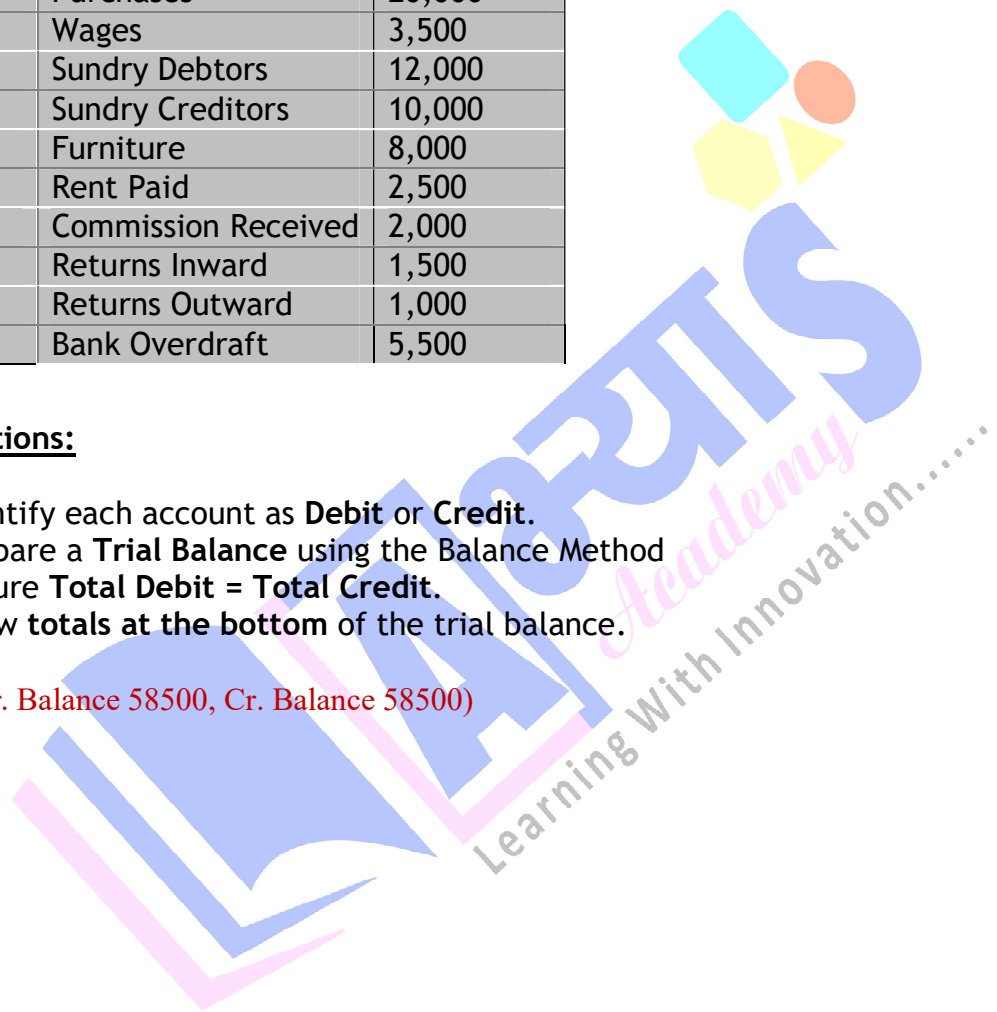 Purchases
Wages 3,500
Sundry Debtors 12,000
Sundry Creditors 10,000
Furniture 8,000
Rent Paid 2,500
Commission Received 2,000
Returns Inward 1,500
Returns Outward 1,000
Bank Overdraft 5,500
tions:
ntify each account as Debit or Credit.
pare a Trial Balance using the Balance Method
ure Total Debit = Total Credit.
w totals at the bottom of the trial balance.
r. Balance 58500, Cr. Balance 58500)
Academy
Learning With Innovation......